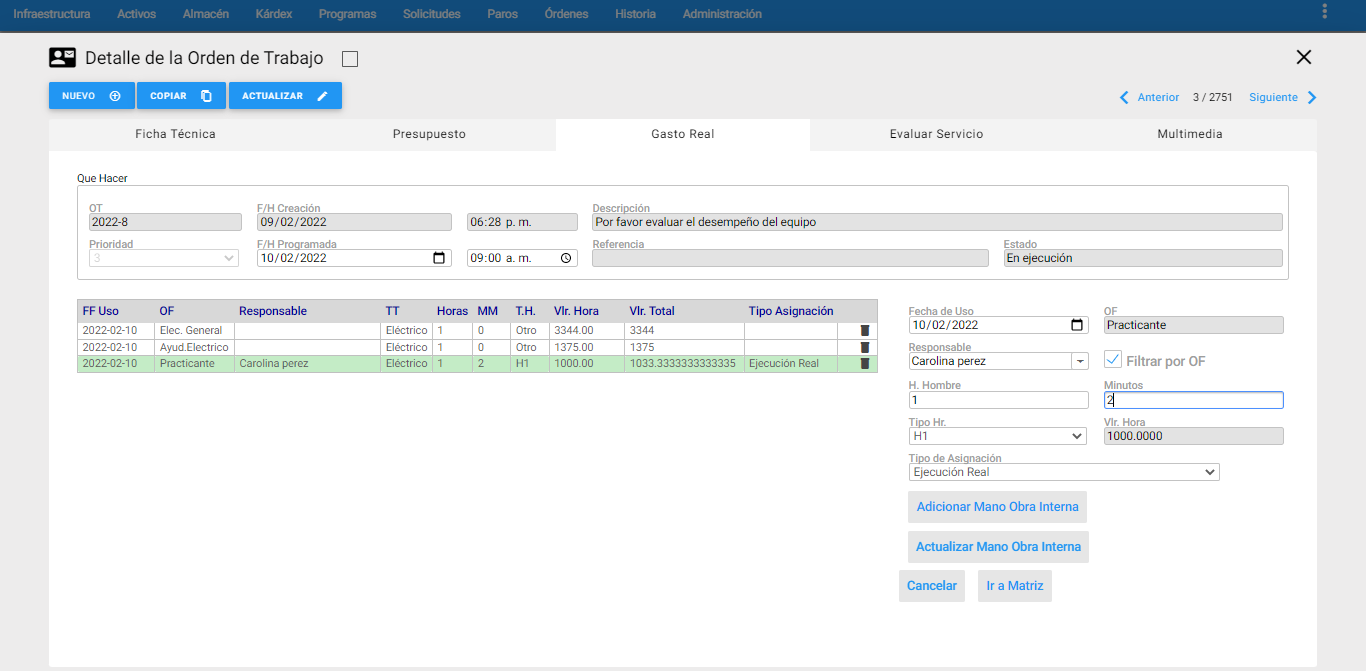 Infraestructura Activos Almacén Kárdex Programas Solicitudes Paros Órdenes Historia Administración
Detalle de la Orden de Trabajo
NUEVO COPIAR ACTUALIZAR
Anterior 3 / 2751 Siguiente
Ficha Técnica Presupuesto Gasto Real Evaluar Servicio Multimedia
Que Hacer
OT F/H Creación Descripción
2022-8 09/02/2022 06:28 p. m. Por favor evaluar el desempeño del equipo
Prioridad F/H Programada Referencia Estado
3 10/02/2022 09:00 a. m. En ejecución
FF Uso OF Responsable TT Horas MM T.H. Vlr. Hora Vlr. Total Tipo Asignación
2022-02-10 Elec. General Eléctrico 1 0 Otro 3344.00 3344
2022-02-10 Ayud.Electrico Eléctrico 1 0 Otro 1375.00 1375
2022-02-10 Practicante Carolina perez Eléctrico 1 2 H1 1000.00 1033.3333333333335 Ejecución Real
Fecha de Uso OF
10/02/2022 Practicante
Responsable
Carolina perez Filtrar por OF
H. Hombre Minutos
1 2
Tipo Hr. Vlr. Hora
H1 1000.0000
Tipo de Asignación
Ejecución Real
Adicionar Mano Obra Interna
Actualizar Mano Obra Interna
Cancelar Ir a Matriz